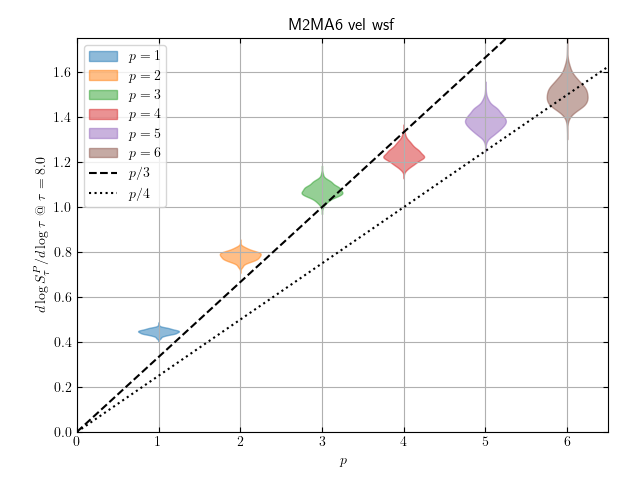 M2MA6 vel wsf
p = 1
p = 2
p = 3
p = 4
p = 5
p = 6
p/3
p/4
d log S_τ^P / d log τ @ τ = 8.0
1.6
1.4
1.2
1.0
0.8
0.6
0.4
0.2
0.0
0 1 2 3 4 5 6
p